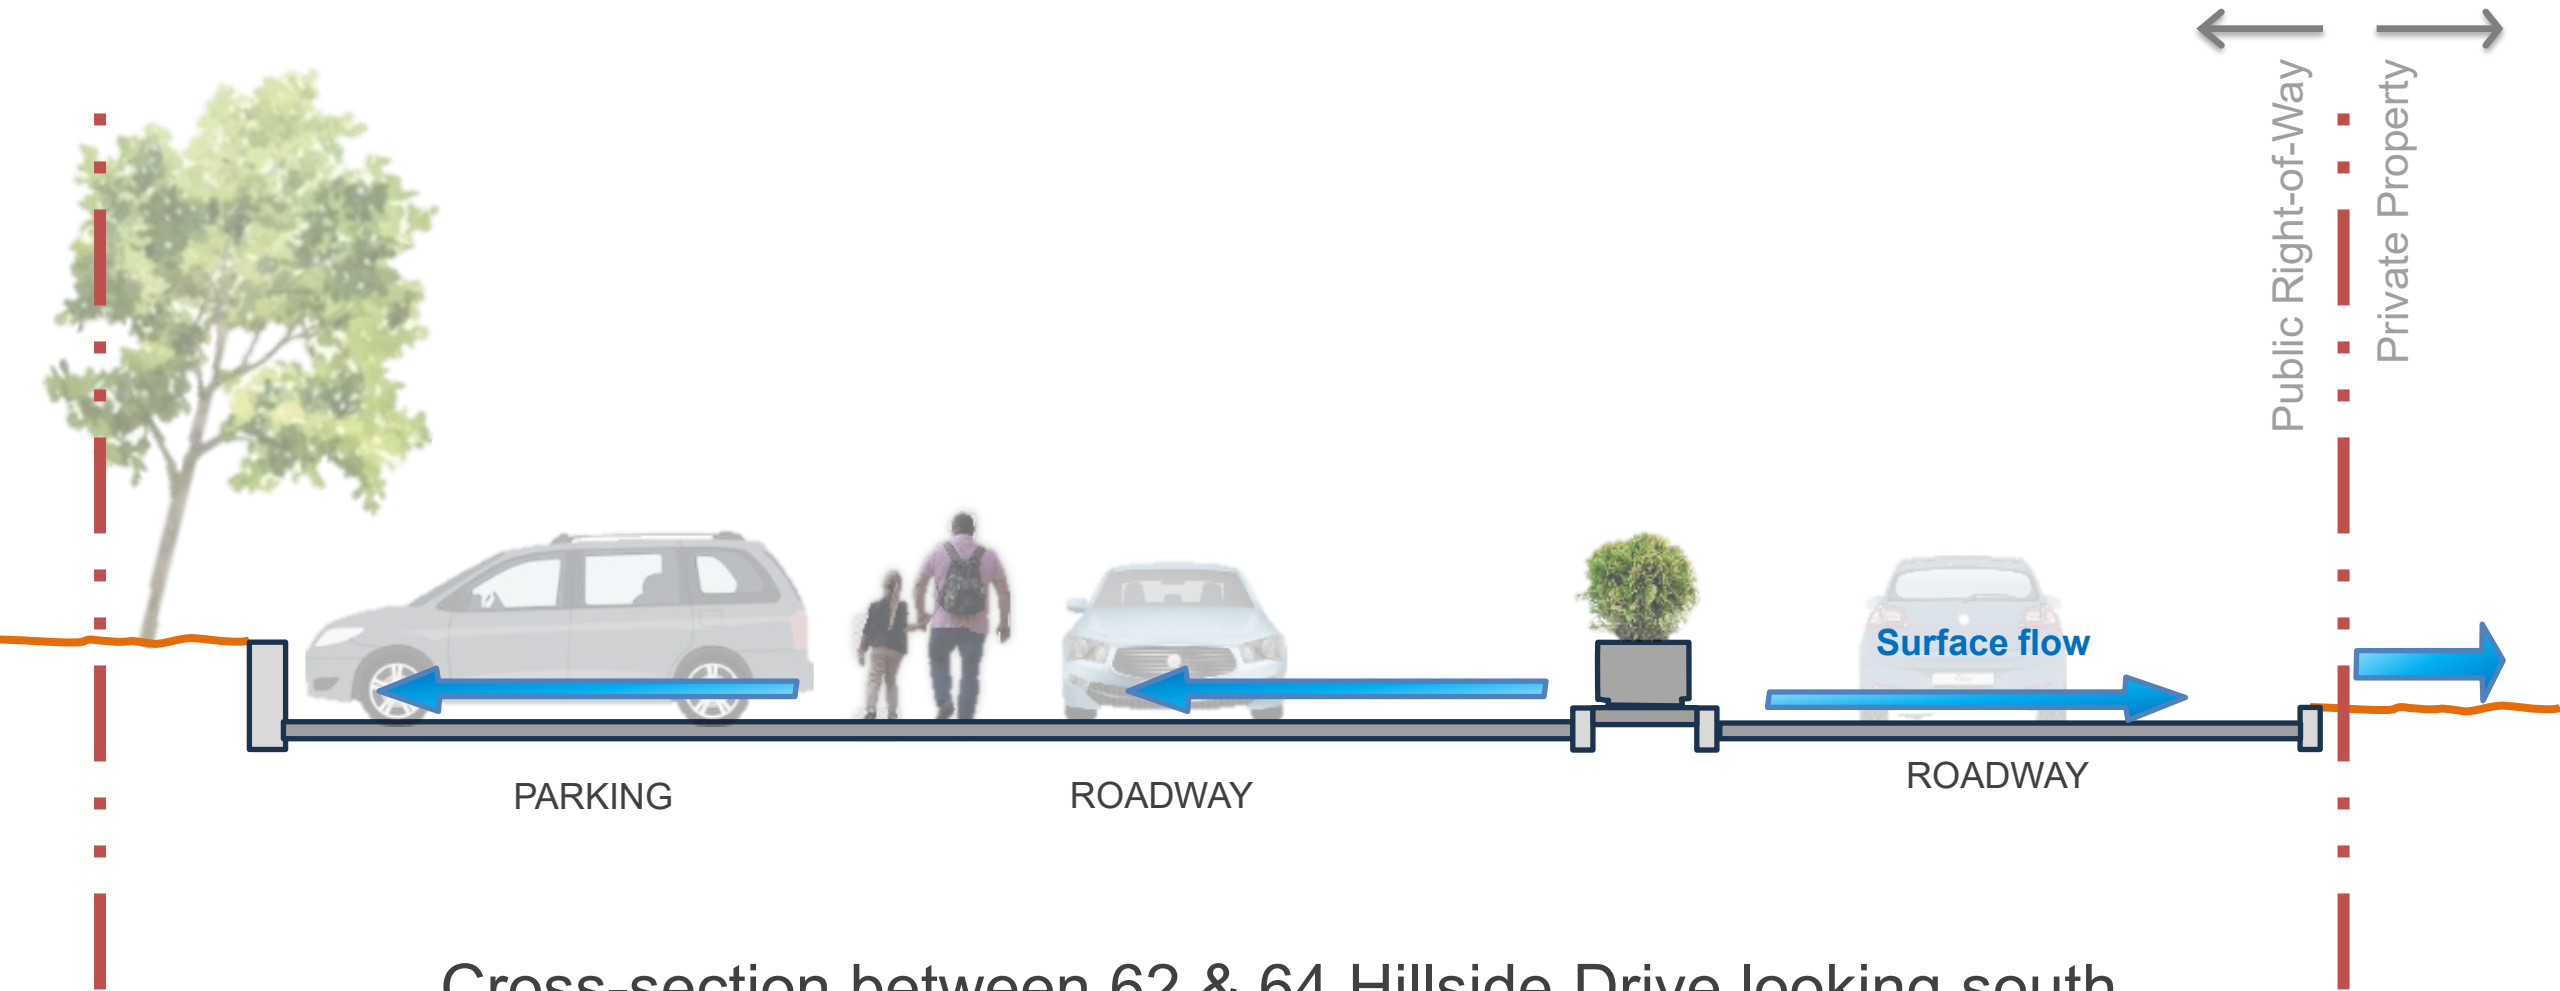 Public Right-of-Way
Private Property
Surface flow
PARKING
ROADWAY
ROADWAY
Cross-section between 62 & 64 Hillside Drive looking south